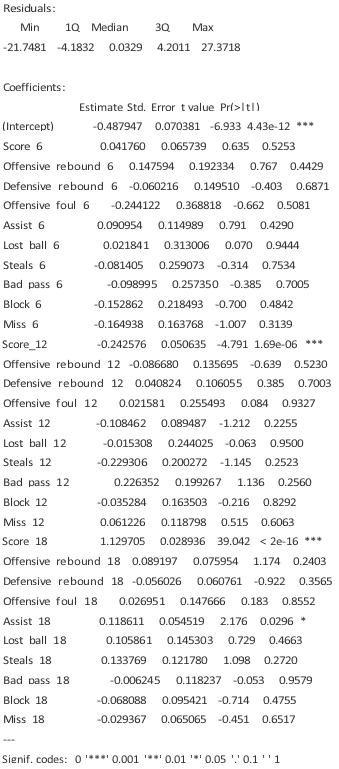 Residuals:
Min 1Q Median 3Q Max
-21.7481 -4.1832 0.0329 4.2011 27.3718
Coefficients:
Estimate Std. Error t value Pr(>|t|)
(Intercept) -0.487947 0.070381 -6.933 4.43e-12 ***
Score 6 0.041760 0.065739 0.635 0.5253
Offensive rebound 6 0.147594 0.192334 0.767 0.4429
Defensive rebound 6 -0.060216 0.149510 -0.403 0.6871
Offensive foul 6 -0.244122 0.368818 -0.662 0.5081
Assist 6 0.090954 0.114989 0.791 0.4290
Lost ball 6 0.021841 0.313006 0.070 0.9444
Steals 6 -0.081405 0.259073 -0.314 0.7534
Bad pass 6 -0.098995 0.257350 -0.385 0.7005
Block 6 -0.152862 0.218493 -0.700 0.4842
Miss 6 -0.164938 0.163768 -1.007 0.3139
Score_12 -0.242576 0.050635 -4.791 1.69e-06 ***
Offensive rebound 12 -0.086680 0.135695 -0.639 0.5230
Defensive rebound 12 0.040824 0.106055 0.385 0.7003
Offensive foul 12 0.021581 0.255493 0.084 0.9327
Assist 12 -0.108462 0.089487 -1.212 0.2255
Lost ball 12 -0.015308 0.244025 -0.063 0.9500
Steals 12 -0.229306 0.200272 -1.145 0.2523
Bad pass 12 0.226352 0.199267 1.136 0.2560
Block 12 -0.035284 0.163503 -0.216 0.8292
Miss 12 0.061226 0.118798 0.515 0.6063
Score 18 1.129705 0.028936 39.042 < 2e-16 ***
Offensive rebound 18 0.089197 0.075954 1.174 0.2403
Defensive rebound 18 -0.056026 0.060761 -0.922 0.3565
Offensive foul 18 0.026951 0.147666 0.183 0.8552
Assist 18 0.118611 0.054519 2.176 0.0296 *
Lost ball 18 0.105861 0.145303 0.729 0.4663
Steals 18 0.133769 0.121780 1.098 0.2720
Bad pass 18 -0.006245 0.118237 -0.053 0.9579
Block 18 -0.068088 0.095421 -0.714 0.4755
Miss 18 -0.029367 0.065065 -0.451 0.6517
---
Signif. codes: 0 '***' 0.001 '**' 0.01 '*' 0.05 '.' 0.1 ' ' 1